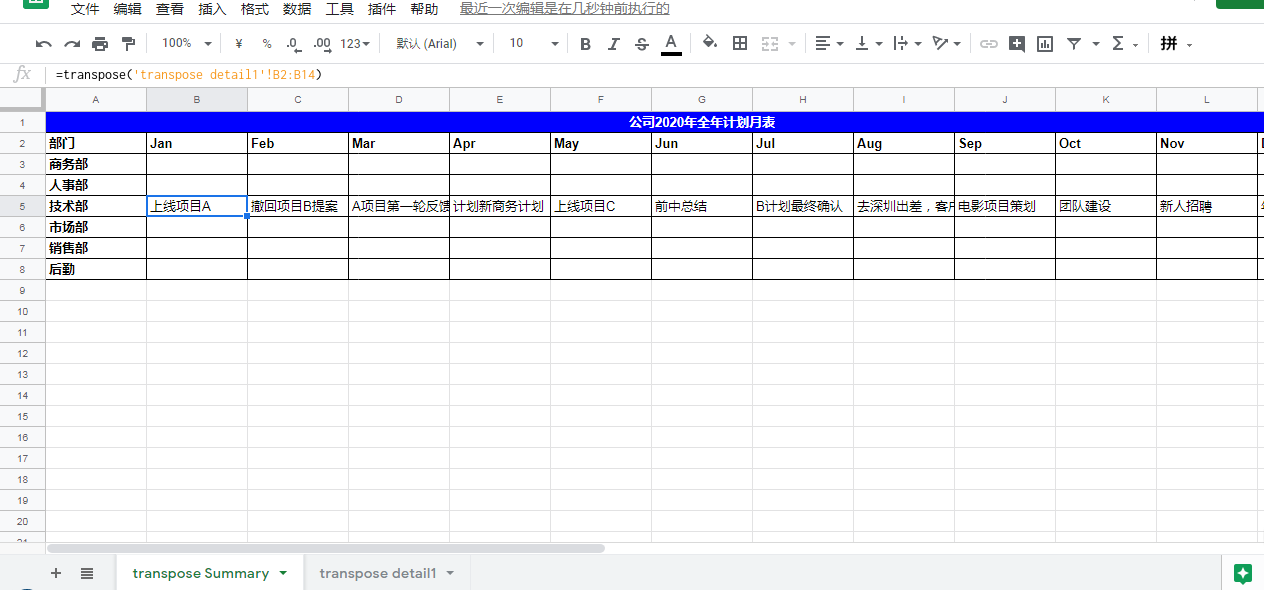 文件 编辑 查看 插入 格式 数据 工具 插件 帮助 最近一次编辑是在几秒钟前执行的
100% ¥ % .0 .00 123 默认 (Arial) 10 B I S A Σ 拼
fx =transpose('transpose detail1'!B2:B14)
A B C D E F G H I J K L
1 公司2020年全年计划月表
2 部门 Jan Feb Mar Apr May Jun Jul Aug Sep Oct Nov
3 商务部
4 人事部
5 技术部 上线项目A 撤回项目B提案 A项目第一轮反馈 计划新商务计划 上线项目C 前中总结 B计划最终确认 去深圳出差，客 电影项目策划 团队建设 新人招聘
6 市场部
7 销售部
8 后勤
9
10
11
12
13
14
15
16
17
18
19
20
21
transpose Summary transpose detail1